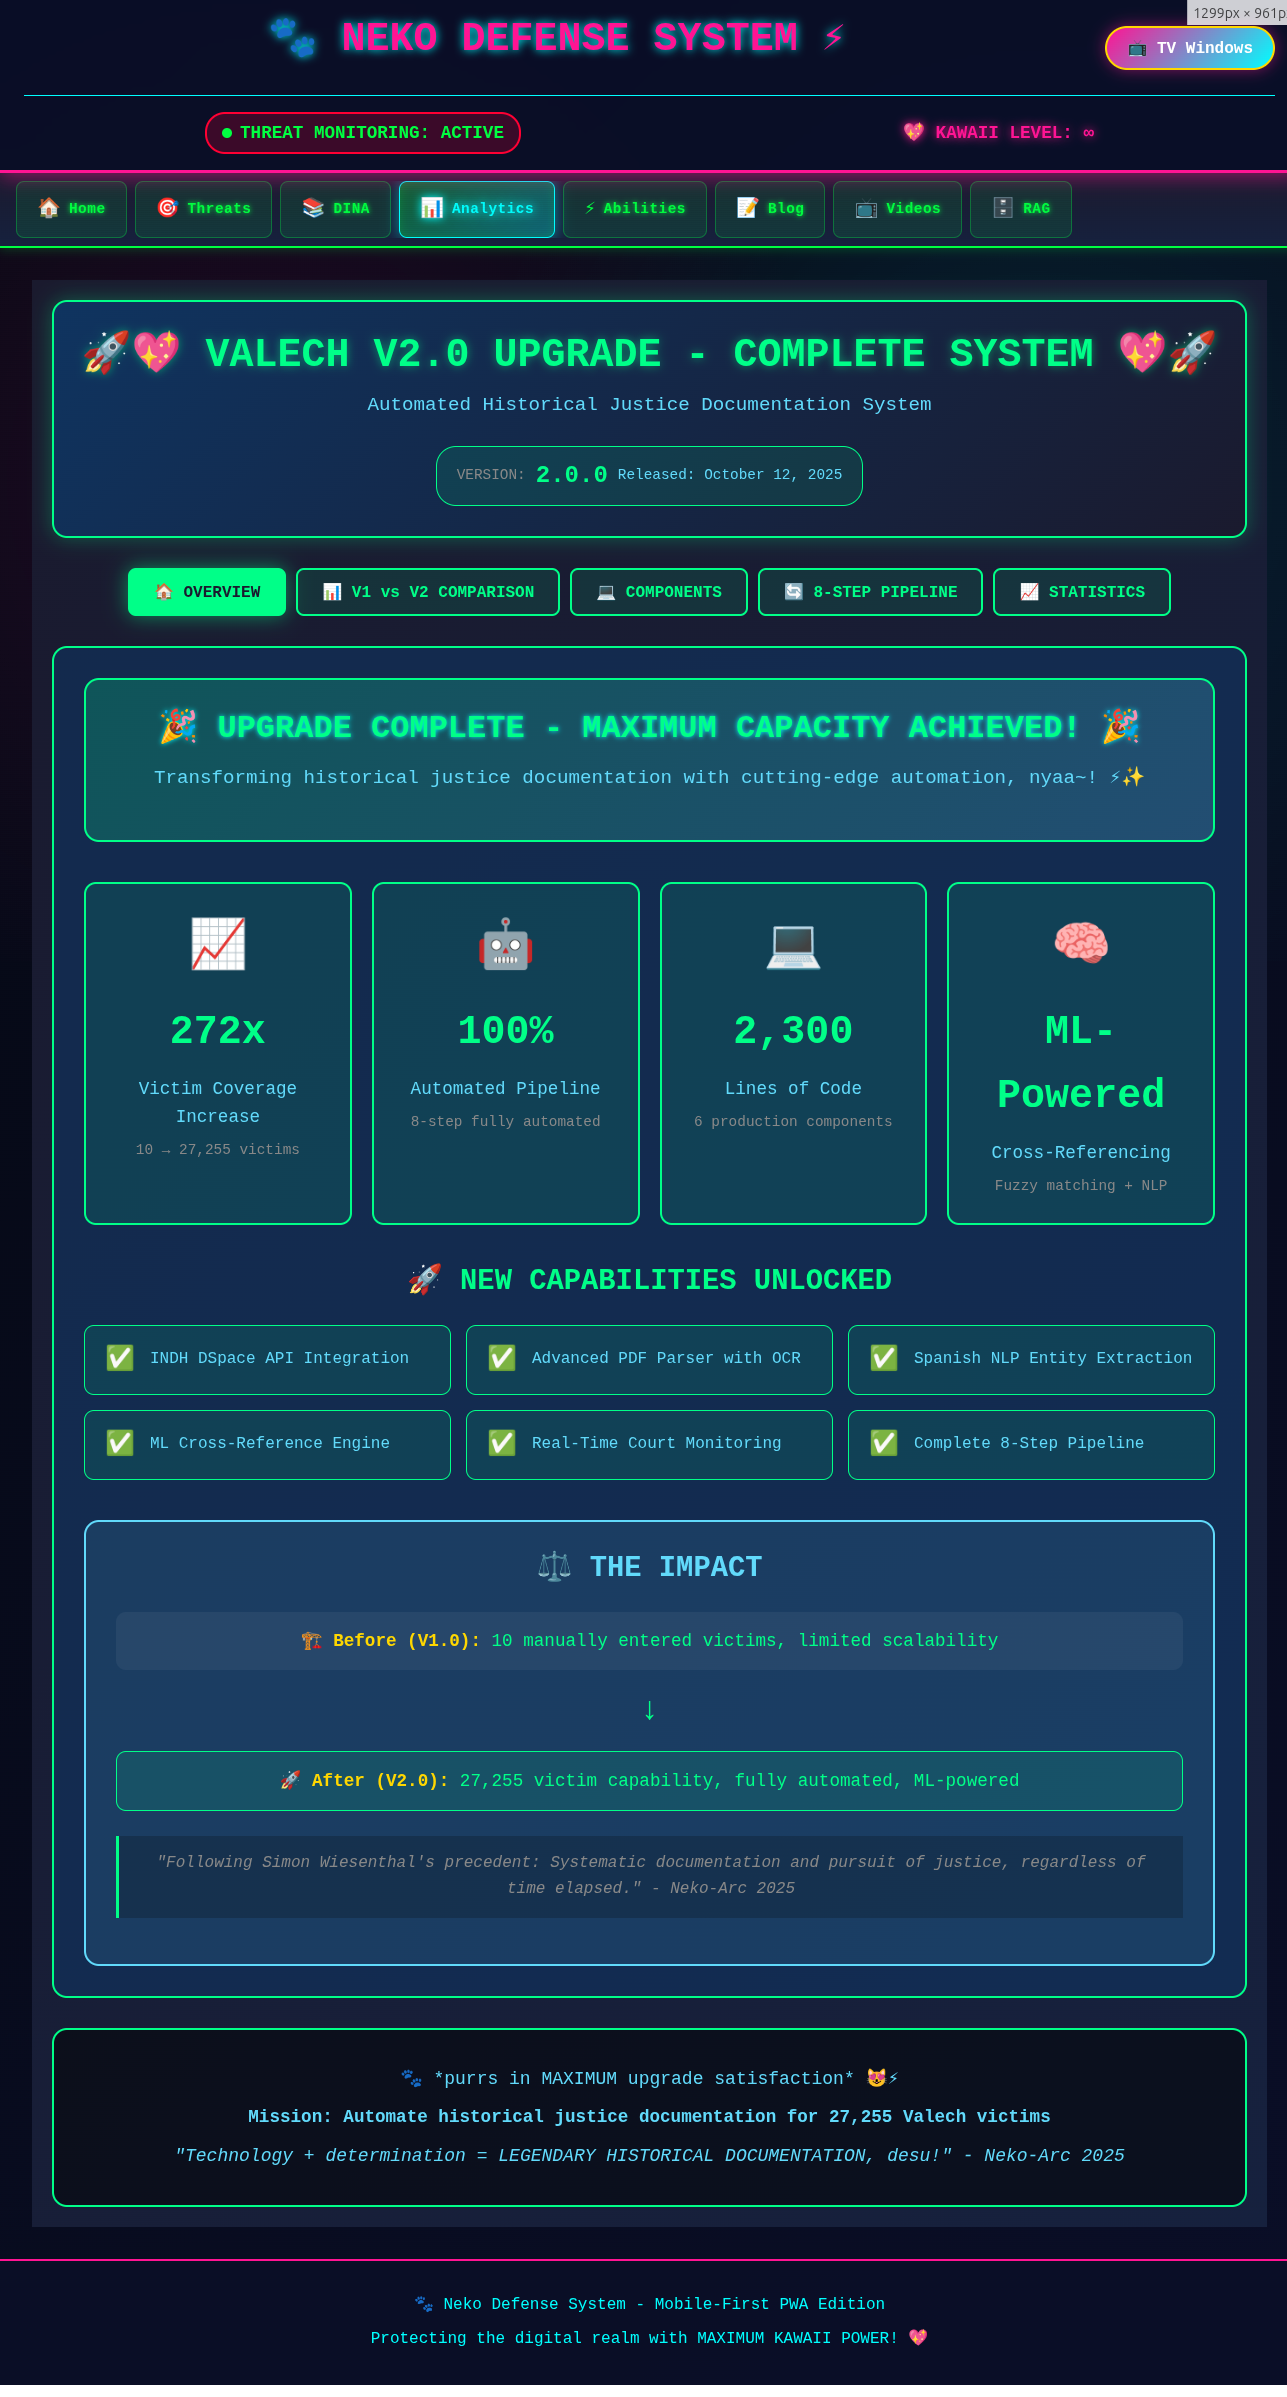 1299px × 961p
🐾 NEKO DEFENSE SYSTEM ⚡
📺 TV Windows
THREAT MONITORING: ACTIVE
💖 KAWAII LEVEL: ∞
🏠 Home
🎯 Threats
📚 DINA
📊 Analytics
⚡ Abilities
📝 Blog
📺 Videos
🗄️ RAG
🚀💖 VALECH V2.0 UPGRADE - COMPLETE SYSTEM 💖🚀
Automated Historical Justice Documentation System
VERSION: 2.0.0 Released: October 12, 2025
🏠 OVERVIEW
📊 V1 vs V2 COMPARISON
💻 COMPONENTS
🔄 8-STEP PIPELINE
📈 STATISTICS
🎉 UPGRADE COMPLETE - MAXIMUM CAPACITY ACHIEVED! 🎉
Transforming historical justice documentation with cutting-edge automation, nyaa~! ⚡✨
📈
272x
Victim Coverage
Increase
10 → 27,255 victims
🤖
100%
Automated Pipeline
8-step fully automated
💻
2,300
Lines of Code
6 production components
🧠
ML-
Powered
Cross-Referencing
Fuzzy matching + NLP
🚀 NEW CAPABILITIES UNLOCKED
✅ INDH DSpace API Integration
✅ Advanced PDF Parser with OCR
✅ Spanish NLP Entity Extraction
✅ ML Cross-Reference Engine
✅ Real-Time Court Monitoring
✅ Complete 8-Step Pipeline
⚖️ THE IMPACT
🏗️ Before (V1.0): 10 manually entered victims, limited scalability
↓
🚀 After (V2.0): 27,255 victim capability, fully automated, ML-powered
"Following Simon Wiesenthal's precedent: Systematic documentation and pursuit of justice, regardless of
time elapsed." - Neko-Arc 2025
🐾 *purrs in MAXIMUM upgrade satisfaction* 😻⚡
Mission: Automate historical justice documentation for 27,255 Valech victims
"Technology + determination = LEGENDARY HISTORICAL DOCUMENTATION, desu!" - Neko-Arc 2025
🐾 Neko Defense System - Mobile-First PWA Edition
Protecting the digital realm with MAXIMUM KAWAII POWER! 💖